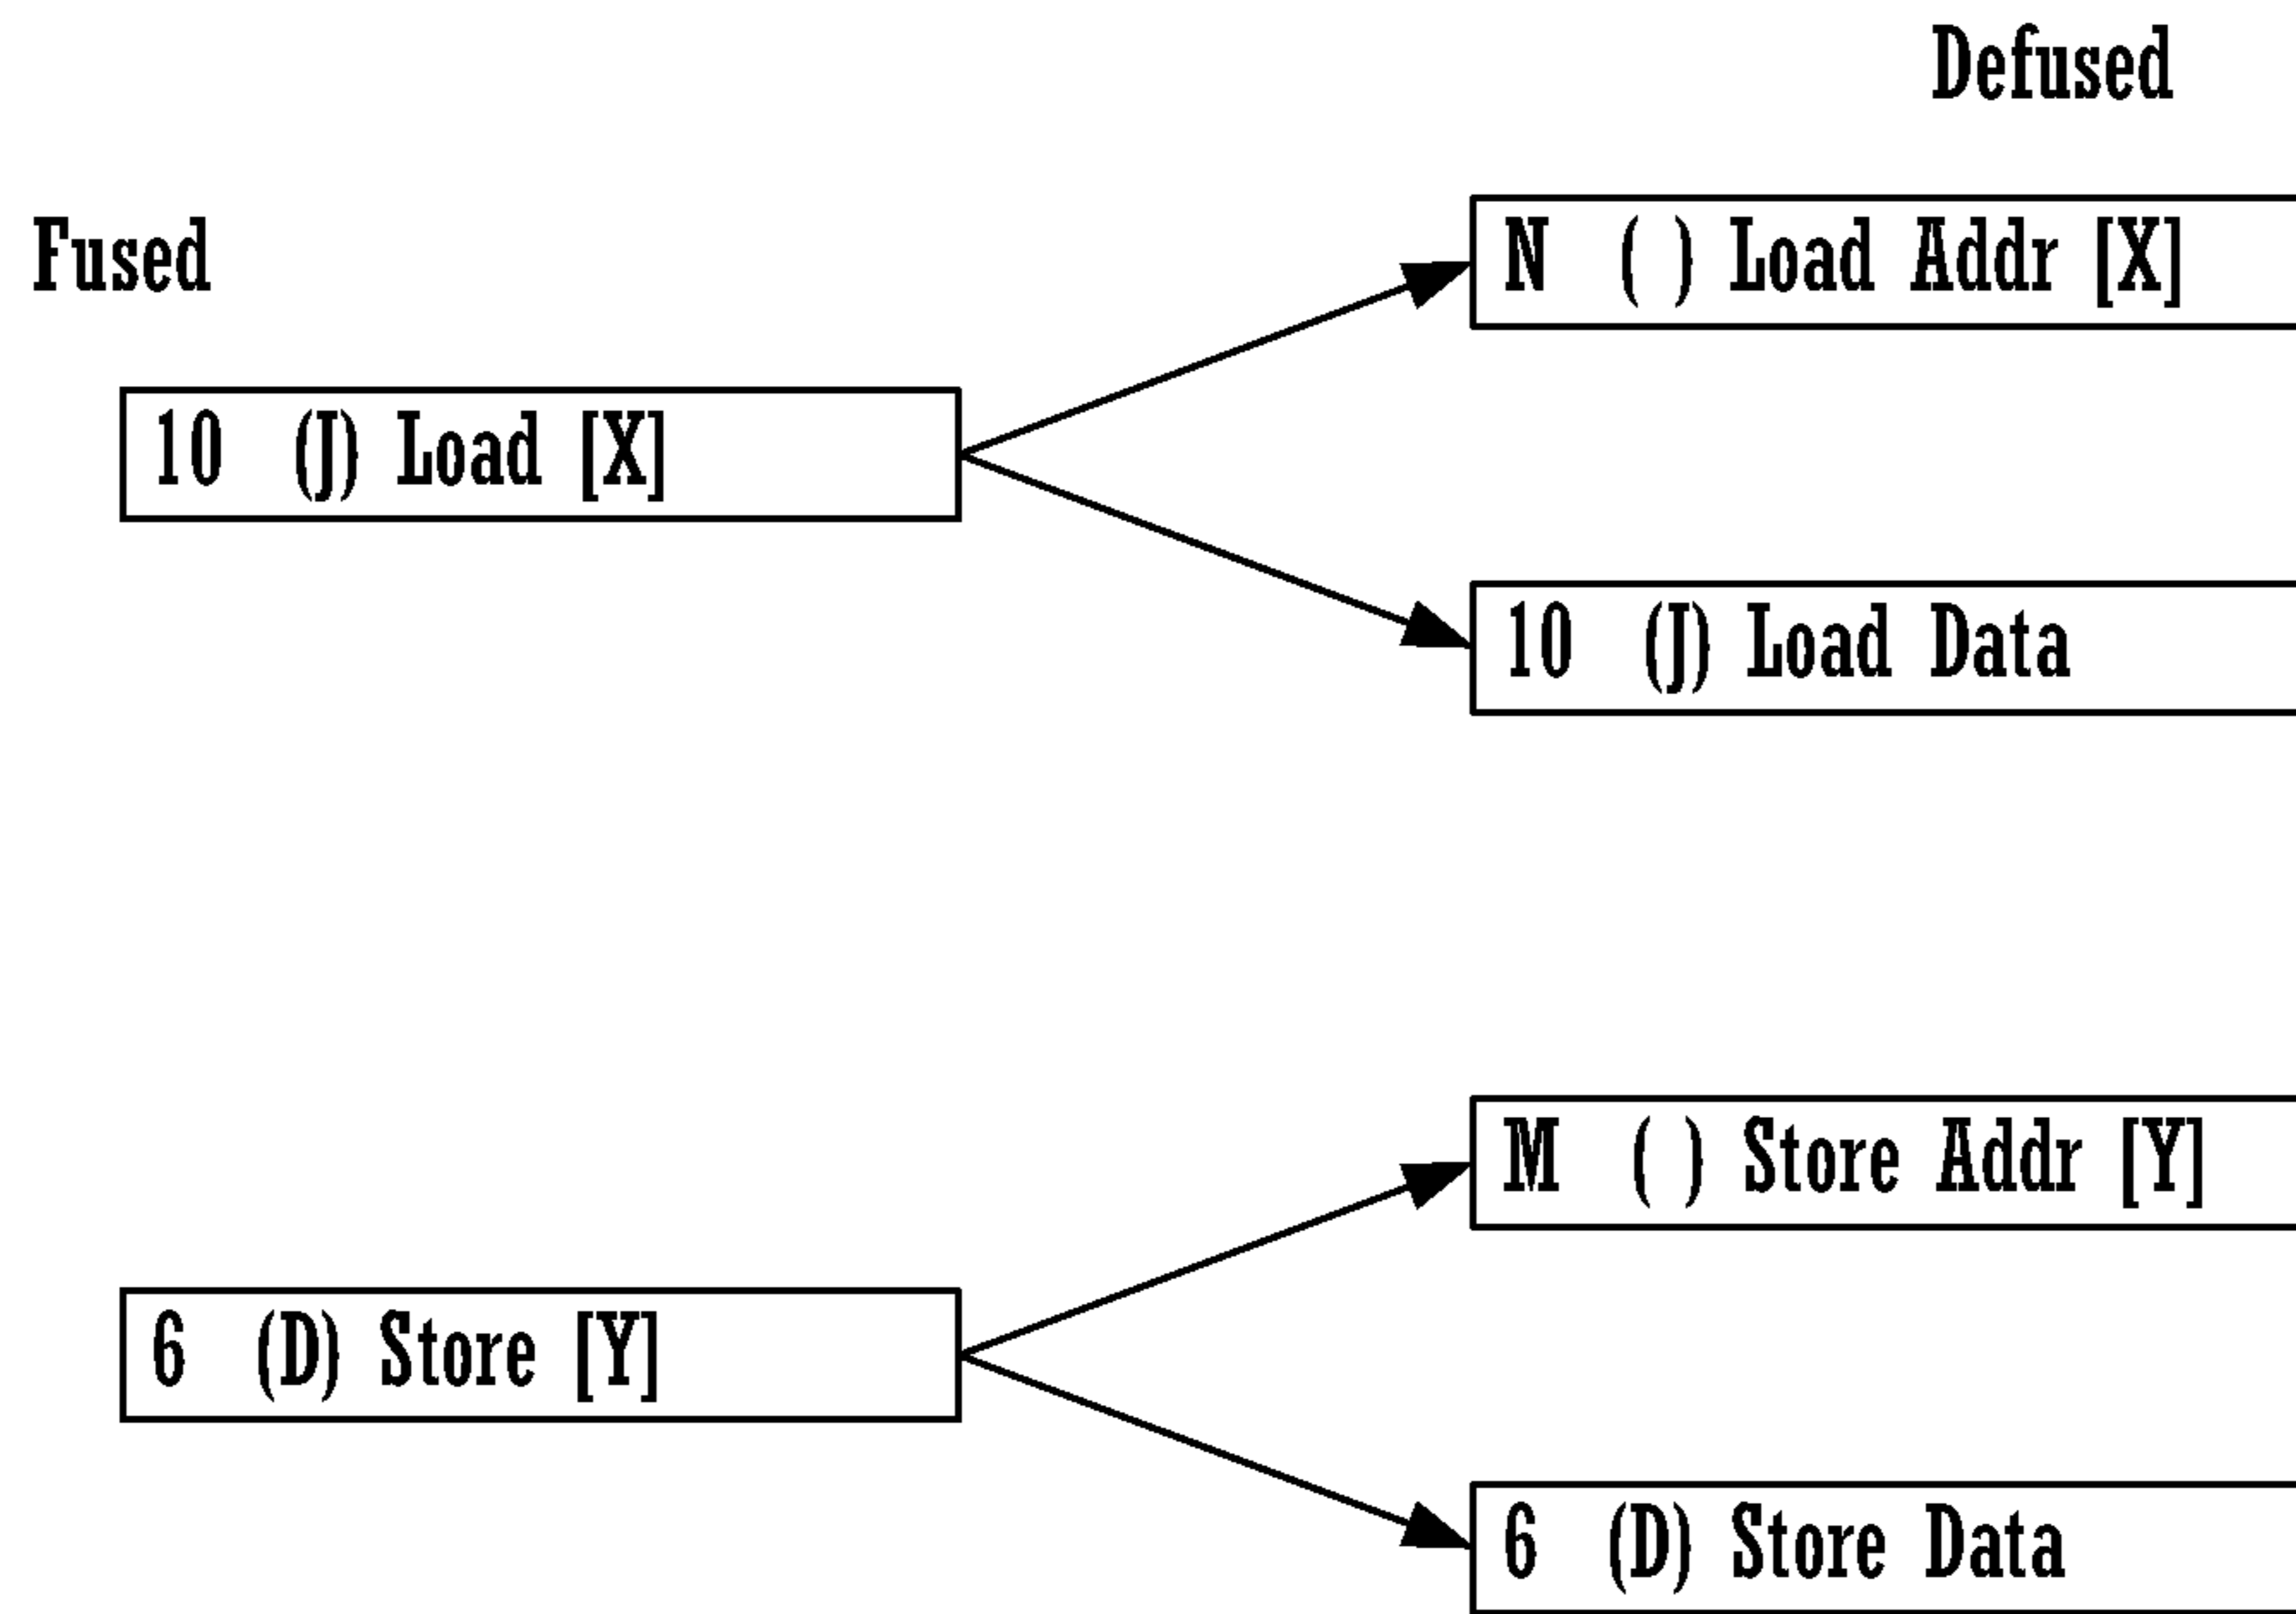 Defused
Fused
N ( ) Load Addr [X]
10 (J) Load [X]
10 (J) Load Data
M ( ) Store Addr [Y]
6 (D) Store [Y]
6 (D) Store Data